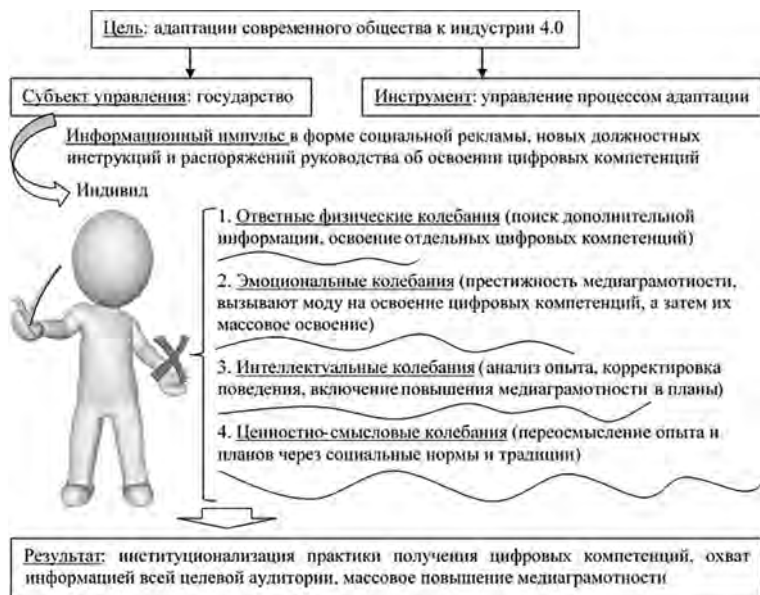 Цель: адаптации современного общества к индустрии 4.0
Субъект управления: государство
Инструмент: управление процессом адаптации
Информационный импульс в форме социальной рекламы, новых должностных
инструкций и распоряжений руководства об освоении цифровых компетенций
Индивид
1. Ответные физические колебания (поиск дополнительной
информации, освоение отдельных цифровых компетенций)
2. Эмоциональные колебания (престижность медиаграмотности,
вызывают моду на освоение цифровых компетенций, а затем их
массовое освоение)
3. Интеллектуальные колебания (анализ опыта, корректировка
поведения, включение повышения медиаграмотности в планы)
4. Ценностно-смысловые колебания (переосмысление опыта и
планов через социальные нормы и традиции)
Результат: институционализация практики получения цифровых компетенций, охват
информацией всей целевой аудитории, массовое повышение медиаграмотности